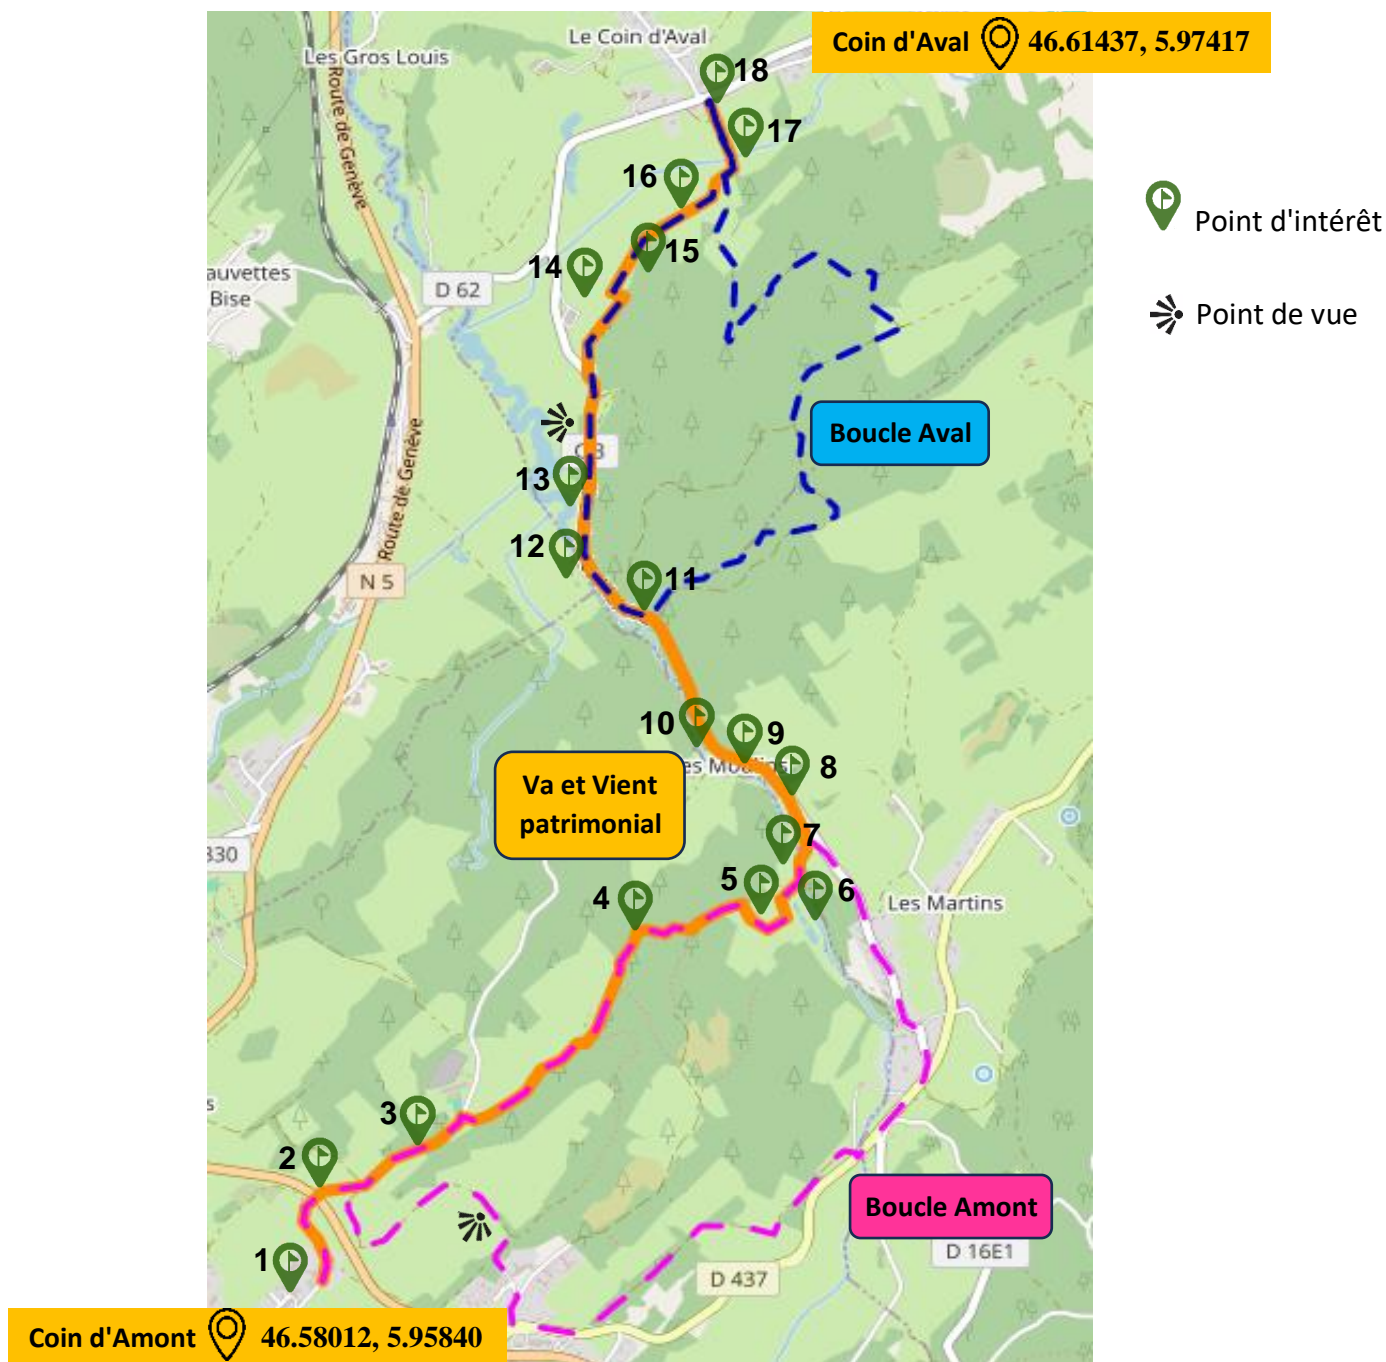 Coin d'Aval 46.61437, 5.97417
Le Coin d'Aval
Les Gros Louis
18
17
16
15
14
Route de Genève
Point d'intérêt
Point de vue
auvettes
Bise
D 62
Boucle Aval
C 3
13
Route de Genève
12
11
N 5
10
9
8
es Moulins
Va et Vient
patrimonial
7
330
5
6
4
Les Martins
3
2
s
Boucle Amont
1
D 16E1
D 437
Coin d'Amont 46.58012, 5.95840